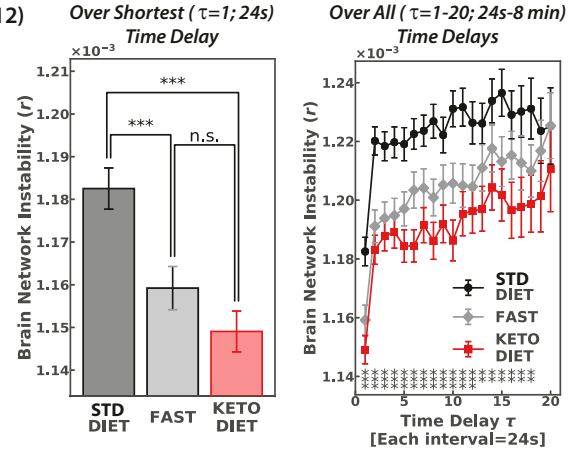 12)
Over Shortest (τ=1; 24s)
Time Delay
×10⁻³
1.21
1.20
1.19
1.18
1.17
1.16
1.15
1.14
Brain Network Instability (r)
***
***
n.s.
STD
DIET
FAST
KETO
DIET
Over All (τ=1-20; 24s-8 min)
Time Delays
×10⁻³
1.24
1.22
1.20
1.18
1.16
1.14
Brain Network Instability (r)
STD
DIET
FAST
KETO
DIET
0 5 10 15 20
Time Delay τ
[Each interval=24s]